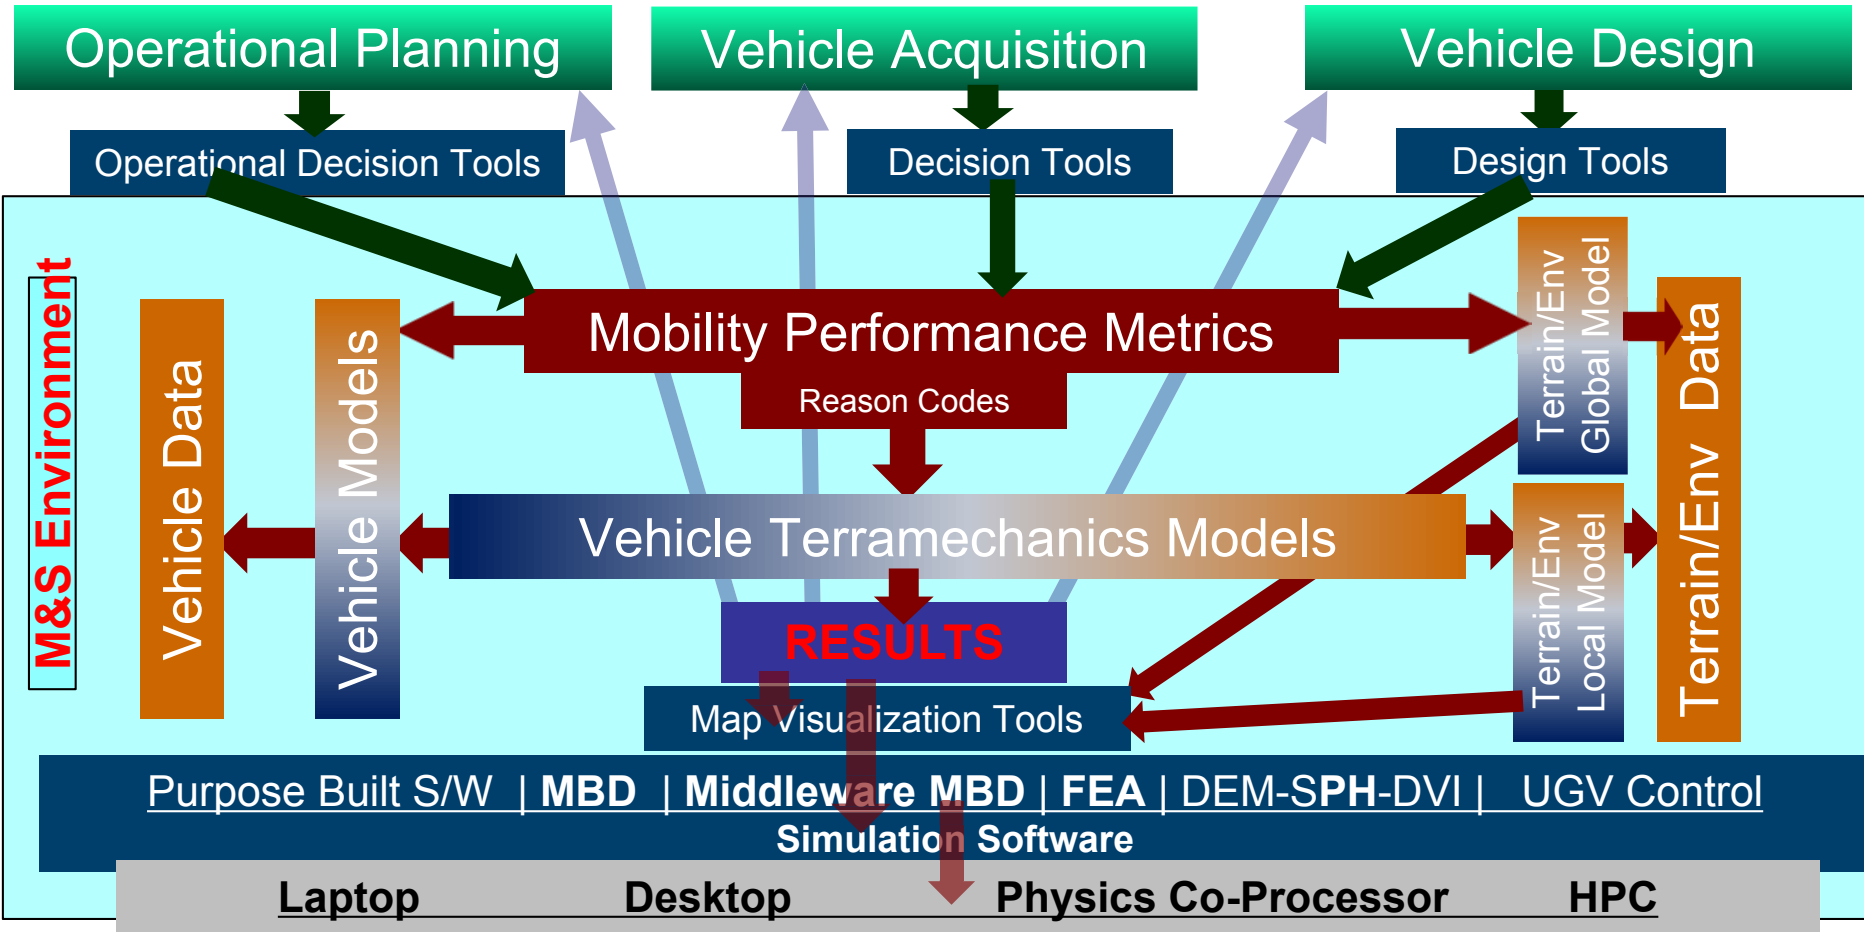 Operational Planning
Vehicle Acquisition
Vehicle Design
Operational Decision Tools
Decision Tools
Design Tools
M&S Environment
Vehicle Data
Vehicle Models
Mobility Performance Metrics
Reason Codes
Vehicle Terramechanics Models
RESULTS
Map Visualization Tools
Terrain/Env
Global Model
Terrain/Env
Local Model
Terrain/Env Data
Purpose Built S/W | MBD | Middleware MBD | FEA | DEM-SPH-DVI | UGV Control
Simulation Software
Laptop Desktop Physics Co-Processor HPC